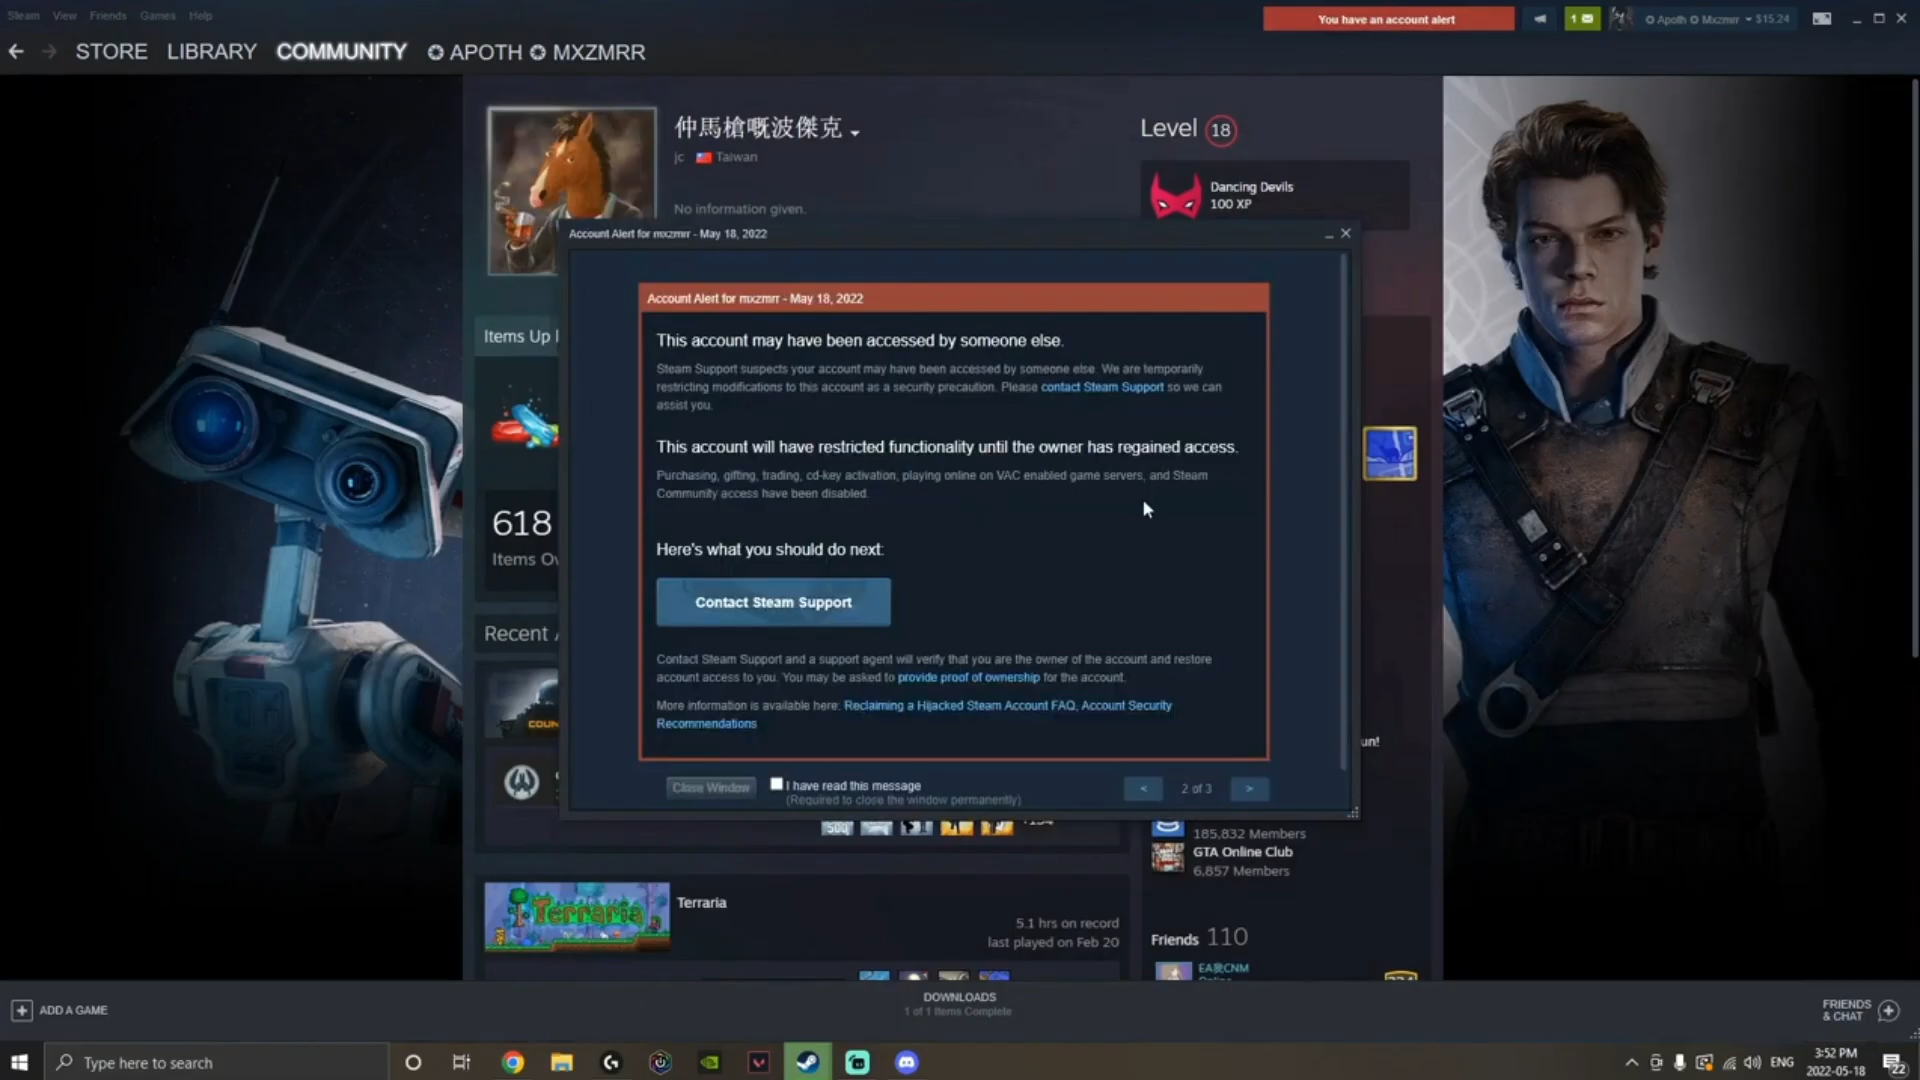 Steam View Friends Games Help
You have an account alert
1
Apoth Mxzmrr $15.24
STORE LIBRARY COMMUNITY APOTH MXZMRR
仲馬槍嘅波傑克
jc Taiwan
No information given.
Level 18
Dancing Devils
100 XP
Account Alert for mxzmrr - May 18, 2022
Account Alert for mxzmrr - May 18, 2022
This account may have been accessed by someone else.
Steam Support suspects your account may have been accessed by someone else. We are temporarily
restricting modifications to this account as a security precaution. Please contact Steam Support so we can
assist you.
This account will have restricted functionality until the owner has regained access.
Purchasing, gifting, trading, cd-key activation, playing online on VAC enabled game servers, and Steam
Community access have been disabled.
Here's what you should do next:
Contact Steam Support
Contact Steam Support and a support agent will verify that you are the owner of the account and restore
account access to you. You may be asked to provide proof of ownership for the account.
More information is available here: Reclaiming a Hijacked Steam Account FAQ, Account Security
Recommendations
Close Window
I have read this message
(Required to close the window permanently)
< 2 of 3 >
Items Up
618
Items
Recent
COUN
un!
500
185,832 Members
GTA Online Club
6,857 Members
Terraria
Terraria
5.1 hrs on record
last played on Feb 20
Friends 110
ADD A GAME
DOWNLOADS
1 of 1 Items Complete
FRIENDS
& CHAT
Type here to search
ENG
3:52 PM
2022-05-18
22